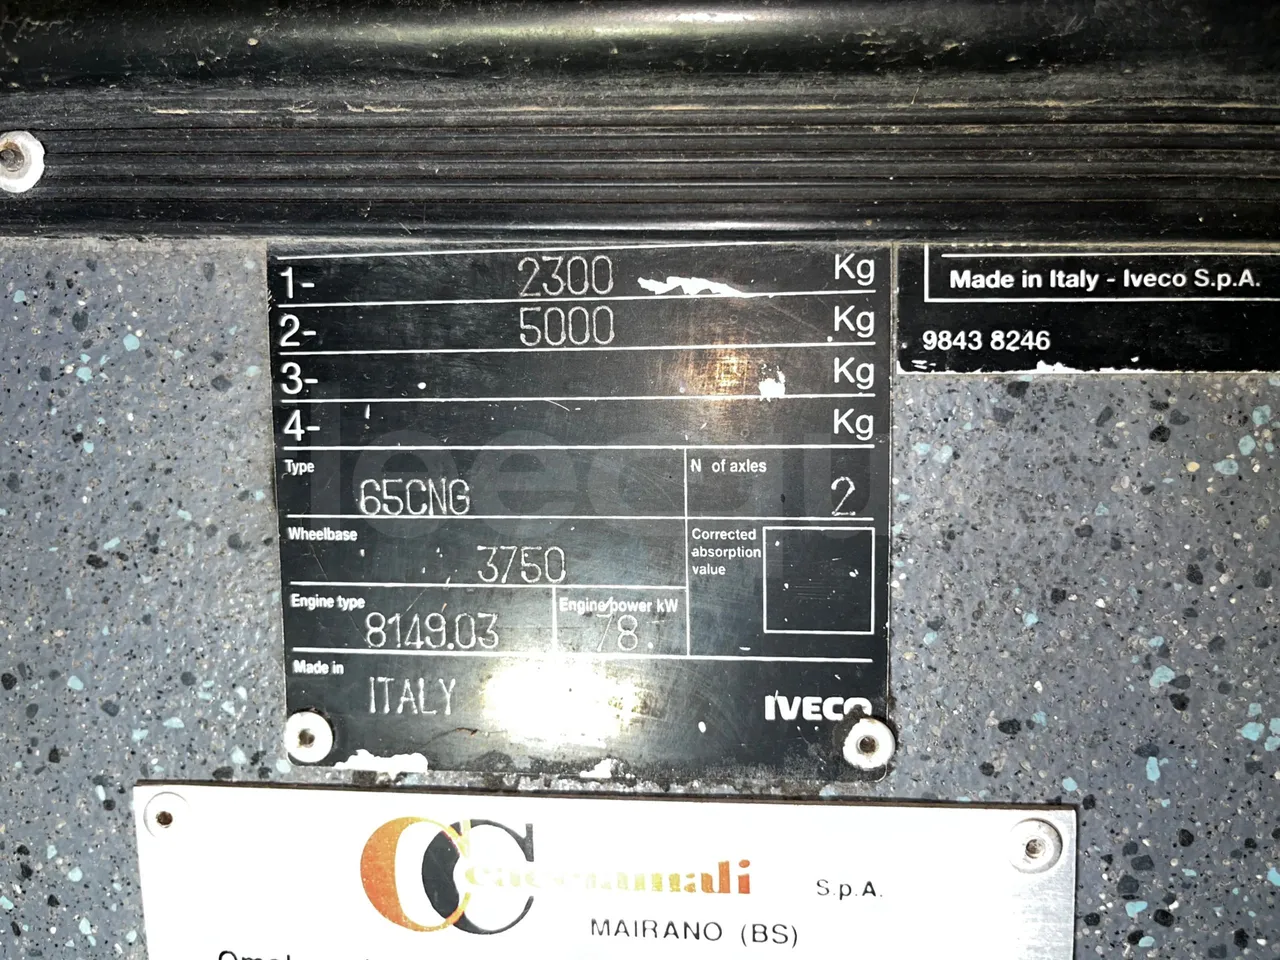 1- 2300 Kg
2- 5000 Kg
3- Kg
4- Kg
Type
65CNG
N of axles
2
Wheelbase
3750
Corrected
absorption
value
Engine type
8149.03
Engine power kW
78
Made in
ITALY
IVECO
Made in Italy - Iveco S.p.A.
9843 8246
S.p.A.
MAIRANO (BS)